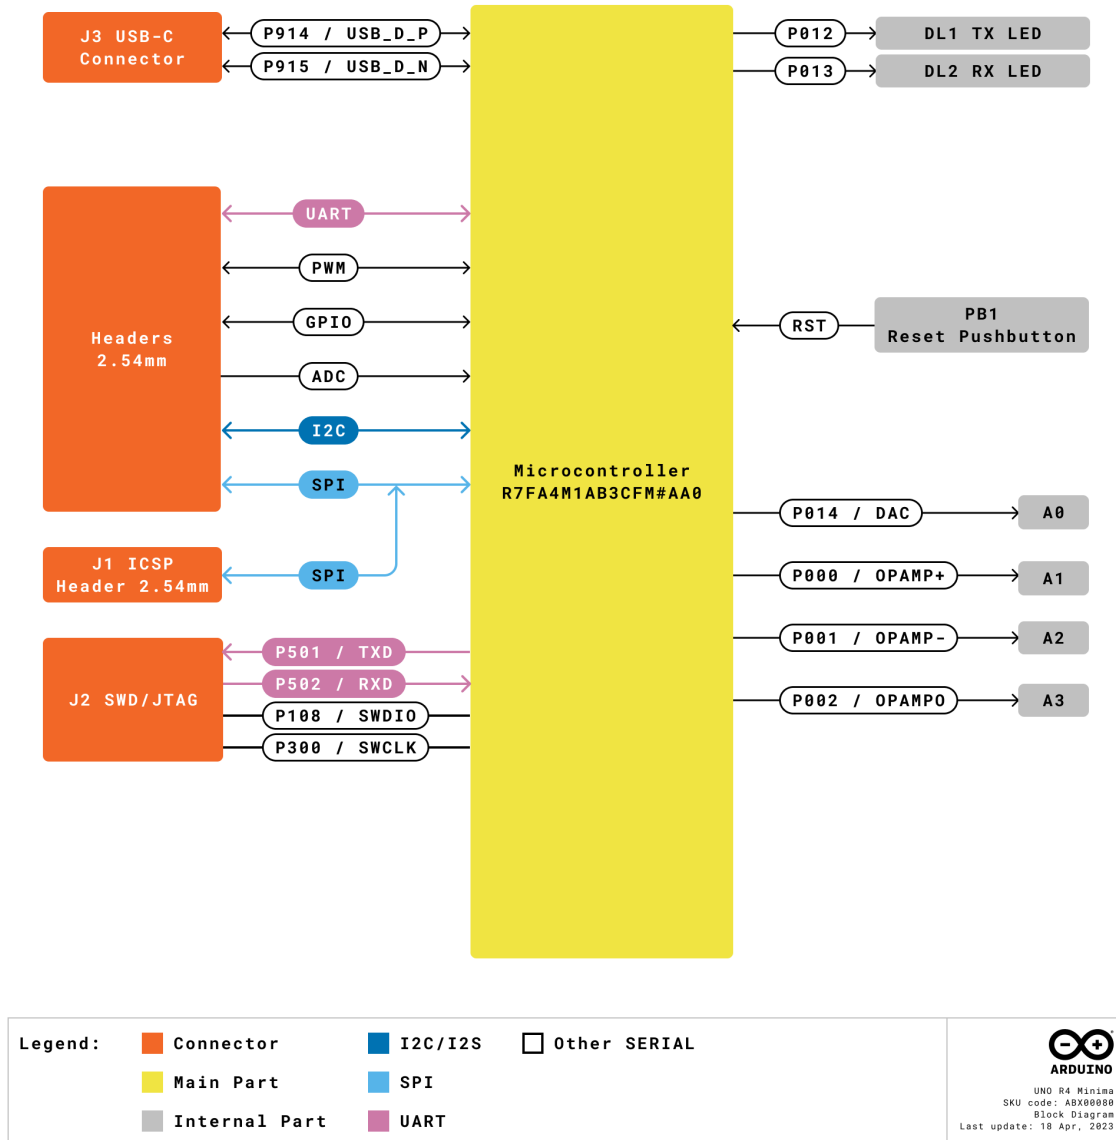 J3 USB-C
Connector
P914 / USB_D_P
P915 / USB_D_N
P012
DL1 TX LED
P013
DL2 RX LED
Headers
2.54mm
UART
PWM
GPIO
ADC
I2C
SPI
RST
PB1
Reset Pushbutton
Microcontroller
R7FA4M1AB3CFM#AA0
J1 ICSP
Header 2.54mm
SPI
P014 / DAC
A0
P000 / OPAMP+
A1
P001 / OPAMP-
A2
P002 / OPAMPO
A3
J2 SWD/JTAG
P501 / TXD
P502 / RXD
P108 / SWDIO
P300 / SWCLK
Legend:
Connector
Main Part
Internal Part
I2C/I2S
SPI
UART
Other SERIAL
ARDUINO
UNO R4 Minima
SKU code: ABX00080
Block Diagram
Last update: 18 Apr, 2023